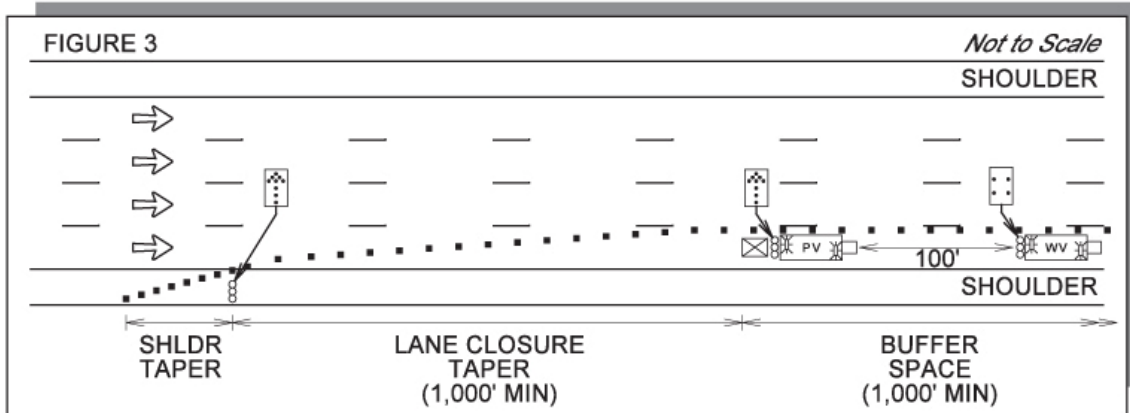 FIGURE 3
Not to Scale
SHOULDER
PV
100'
WV
SHOULDER
SHLDR
TAPER
LANE CLOSURE
TAPER
(1,000' MIN)
BUFFER
SPACE
(1,000' MIN)